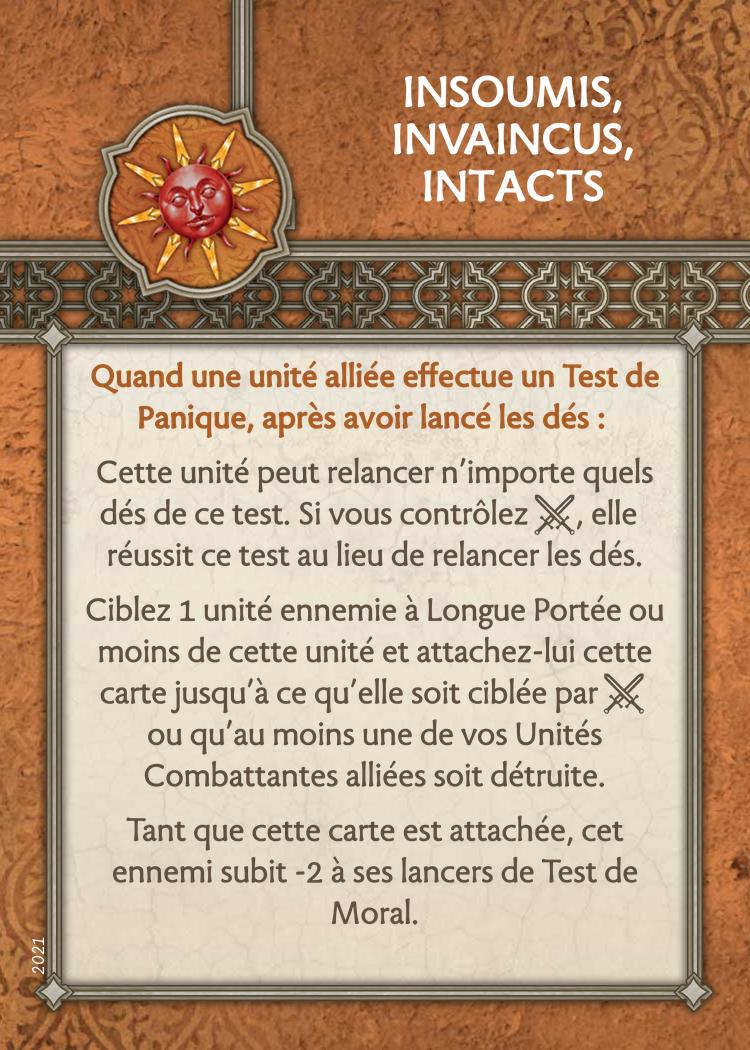 INSOUMIS,
INVAINCUS,
INTACTS
Quand une unité alliée effectue un Test de
Panique, après avoir lancé les dés :
Cette unité peut relancer n’importe quels
dés de ce test. Si vous contrôlez , elle
réussit ce test au lieu de relancer les dés.
Ciblez 1 unité ennemie à Longue Portée ou
moins de cette unité et attachez-lui cette
carte jusqu’à ce qu’elle soit ciblée par
ou qu’au moins une de vos Unités
Combattantes alliées soit détruite.
Tant que cette carte est attachée, cet
ennemi subit -2 à ses lancers de Test de
Moral.
2021